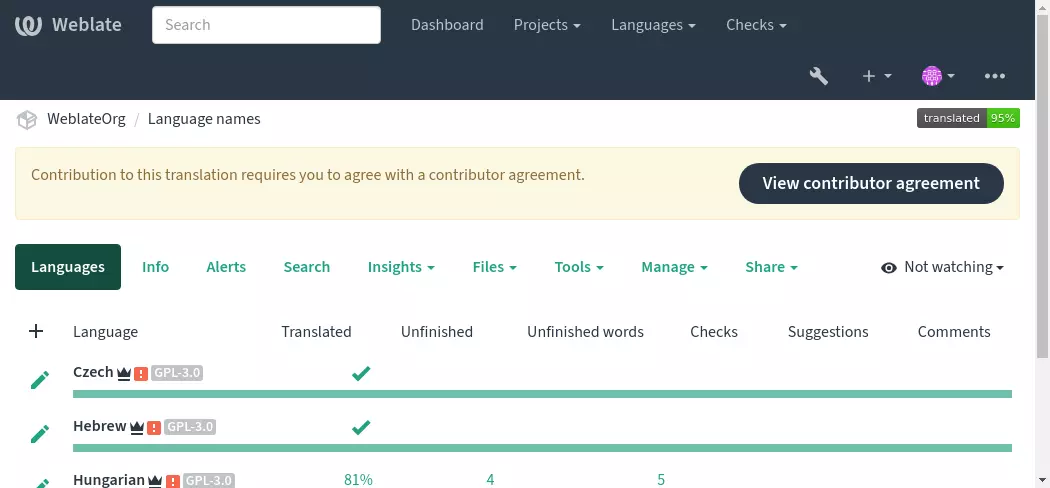 Weblate Search Dashboard Projects Languages Checks
WeblateOrg / Language names translated 95%
Contribution to this translation requires you to agree with a contributor agreement. View contributor agreement
Languages Info Alerts Search Insights Files Tools Manage Share Not watching
Language Translated Unfinished Unfinished words Checks Suggestions Comments
Czech GPL-3.0
Hebrew GPL-3.0
Hungarian GPL-3.0 81% 4 5